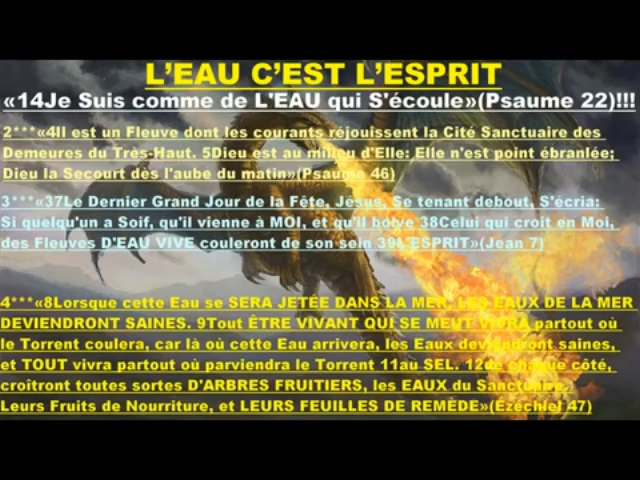 L'EAU C'EST L'ESPRIT
«14Je Suis comme de L'EAU qui S'écoule»(Psaume 22)!!!
2***«4Il est un Fleuve dont les courants réjouissent la Cité Sanctuaire des
Demeures du Très-Haut. 5Dieu est au milieu d'Elle: Elle n'est point ébranlée;
Dieu la Secourt dès l'aube du matin»(Psaume 46)
3***«37Le Dernier Grand Jour de la Fête, Jésus, Se tenant debout, S'écria:
Si quelqu'un a Soif, qu'il vienne à MOI, et qu'il boive 38Celui qui croit en Moi,
des Fleuves D'EAU VIVE couleront de son sein 39L'ESPRIT»(Jean 7)
4***«8Lorsque cette Eau se SERA JETÉE DANS LA MER, LES EAUX DE LA MER
DEVIENDRONT SAINES. 9Tout ÊTRE VIVANT QUI SE MEUT VIVRA partout où
le Torrent coulera, car là où cette Eau arrivera, les Eaux deviendront saines,
et TOUT vivra partout où parviendra le Torrent 11au SEL. 12de chaque côté,
croîtront toutes sortes D'ARBRES FRUITIERS, les EAUX du Sanctuaire.
Leurs Fruits de Nourriture, et LEURS FEUILLES DE REMÈDE»(Ézéchiel 47)